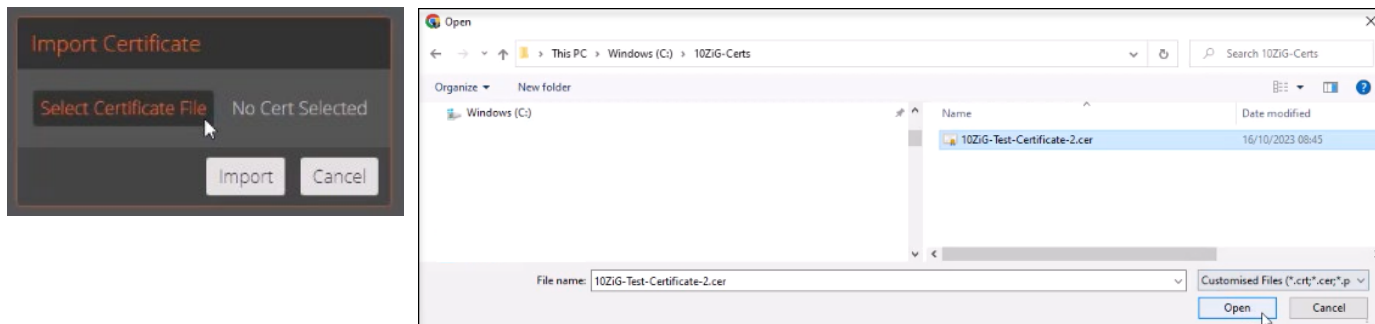 Import Certificate
Select Certificate File No Cert Selected
Import Cancel
Open
This PC > Windows (C:) > 10ZiG-Certs
Search 10ZiG-Certs
Organize New folder
Windows (C:)
Name Date modified
10ZiG-Test-Certificate-2.cer 16/10/2023 08:45
File name: 10ZiG-Test-Certificate-2.cer Customised Files (*.crt;*.cer;*.p
Open Cancel